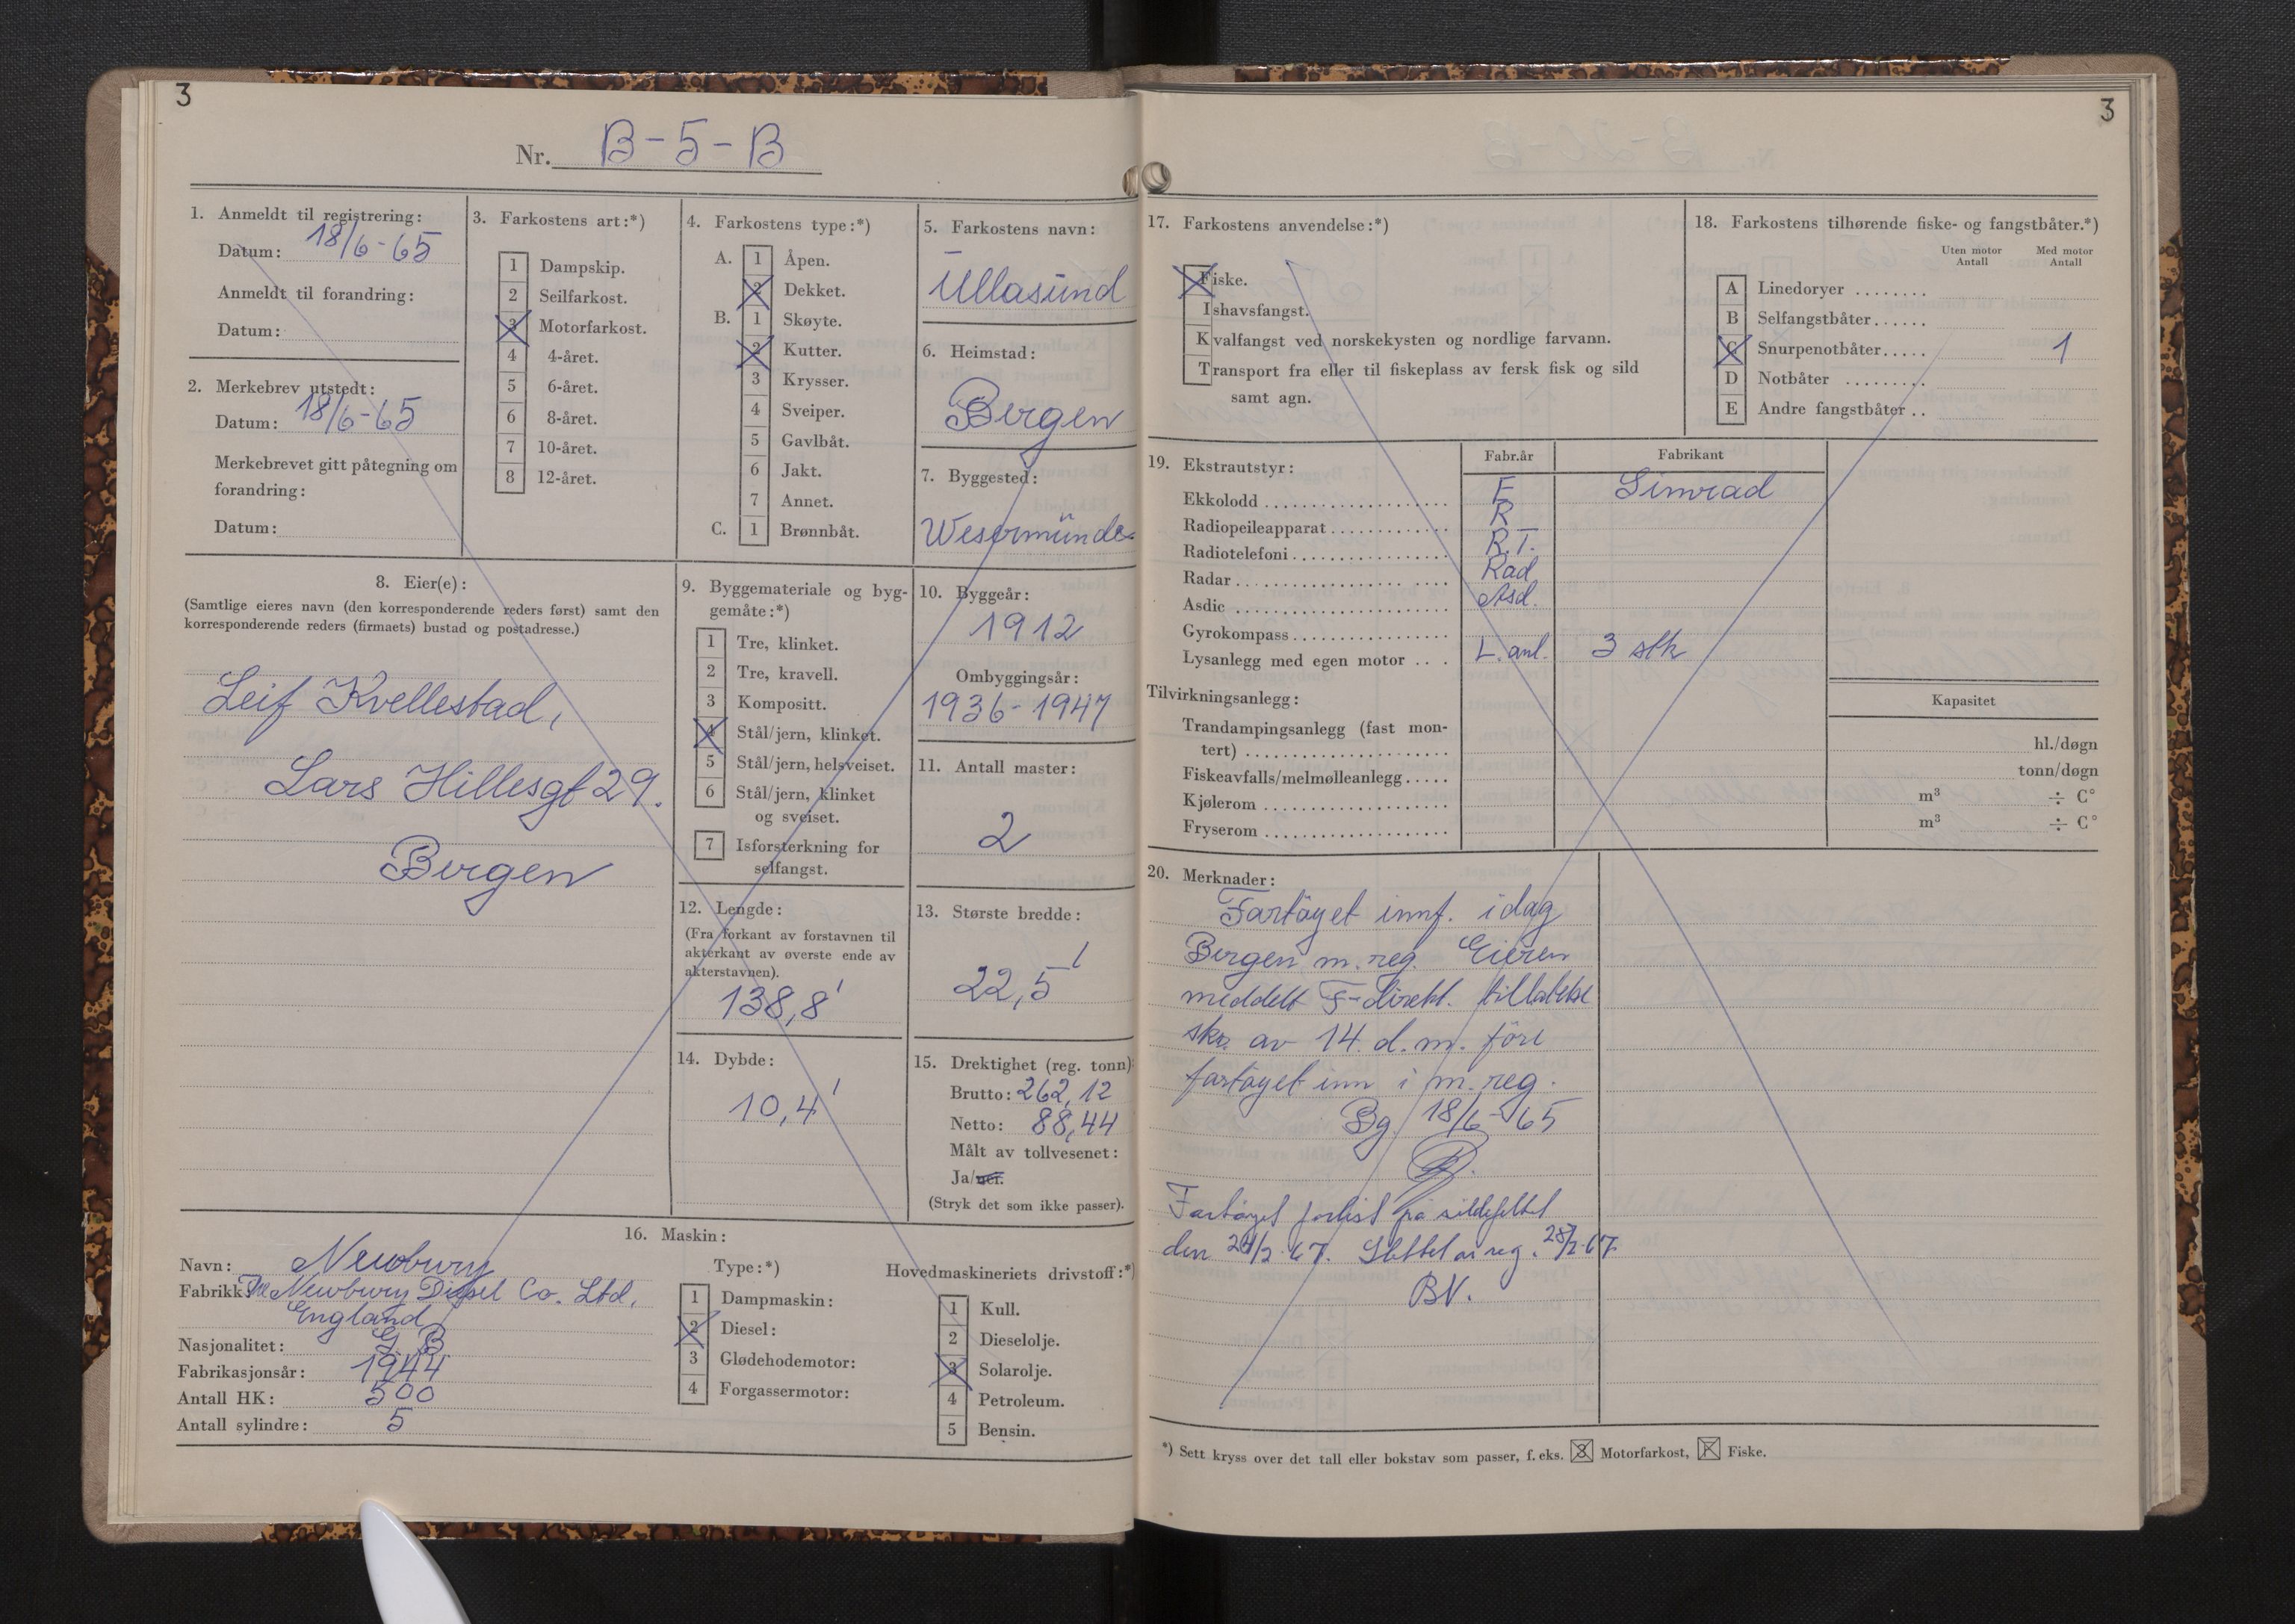 3
Nr. B-5-B
1. Anmeldt til registrering:
Datum: 18/6-65
Anmeldt til forandring:
Datum:
2. Merkebrev utstedt:
Datum: 18/6-65
Merkebrevet gitt påtegning om
forandring:
Datum:
3. Farkostens art:*)
1 Dampskip.
2 Seilfarkost.
3 Motorfarkost.
4 4-året.
5 6-året.
6 8-året.
7 10-året.
8 12-året.
4. Farkostens type:*)
A. 1 Åpen.
2 Dekket.
B. 1 Skøyte.
2 Kutter.
3 Krysser.
4 Sveiper.
5 Gavlbåt.
6 Jakt.
7 Annet.
C. 1 Brønnbåt.
5. Farkostens navn:
Ullasund
6. Heimstad:
Bergen
7. Byggested:
Wesermünde
8. Eier(e):
(Samtlige eieres navn (den korresponderende reders først) samt den
korresponderende reders (firmaets) bustad og postadresse.)
Leif Kvellestad,
Lars Hillesgt 29.
Bergen
9. Byggemateriale og byg-
gemåte:*)
1 Tre, klinket.
2 Tre, kravell.
3 Kompositt.
4 Stål/jern, klinket.
5 Stål/jern, helsveiset.
6 Stål/jern, klinket
og sveiset.
7 Isforsterkning for
selfangst.
10. Byggeår:
1912
Ombyggingsår:
1936-1947
11. Antall master:
2
12. Lengde:
(Fra forkant av forstavnen til
akterkant av øverste ende av
akterstavnen).
138,8'
13. Største bredde:
22,5'
14. Dybde:
10,4'
15. Drektighet (reg. tonn):
Brutto: 262,12
Netto: 88,44
Målt av tollvesenet:
Ja/nei.
(Stryk det som ikke passer).
16. Maskin:
Navn: Newbury
Fabrikk: The Newbury Diesel Co. Ltd.
England
Nasjonalitet: G. B
Fabrikasjonsår: 1944
Antall HK: 500
Antall sylindre: 5
Type:*)
1 Dampmaskin:
2 Diesel:
3 Glødehodemotor:
4 Forgassermotor:
Hovedmaskineriets drivstoff:*)
1 Kull.
2 Dieselolje.
3 Solarolje.
4 Petroleum.
5 Bensin.
3
17. Farkostens anvendelse:*)
Fiske.
Ishavsfangst.
Kvalfangst ved norskekysten og nordlige farvann.
Transport fra eller til fiskeplass av fersk fisk og sild
samt agn.
18. Farkostens tilhørende fiske- og fangstbåter.*)
Uten motor Antall
Med motor Antall
A Linedoryer ........
B Selfangstbåter......
C Snurpenotbåter..... 1
D Notbåter .........
E Andre fangstbåter ..
19. Ekstrautstyr:
Fabr.år
Fabrikant
Ekkolodd F Simrad
Radiopeileapparat R
Radiotelefoni R.T.
Radar Rad
Asdic Asd.
Gyrokompass
Lysanlegg med egen motor L. anl. 3 stk
Tilvirkningsanlegg:
Kapasitet
Trandampingsanlegg (fast mon-
tert) hl./døgn
Fiskeavfalls/melmølleanlegg tonn/døgn
Kjølerom m³ ÷ C°
Fryserom m³ ÷ C°
20. Merknader:
Fartöyet innf. i dag
Bergen m.reg. Eieren
meddelt F-direkt. tillatelse
skr. av 14. d.m. före
fartöyet inn i m.reg.
Bg. 18/6-65
Fartöyet forlist på sildefeltet
den 24/2-67. Slettet av reg. 28/2-67
BN.
*) Sett kryss over det tall eller bokstav som passer, f. eks. 3 Motorfarkost, F Fiske.